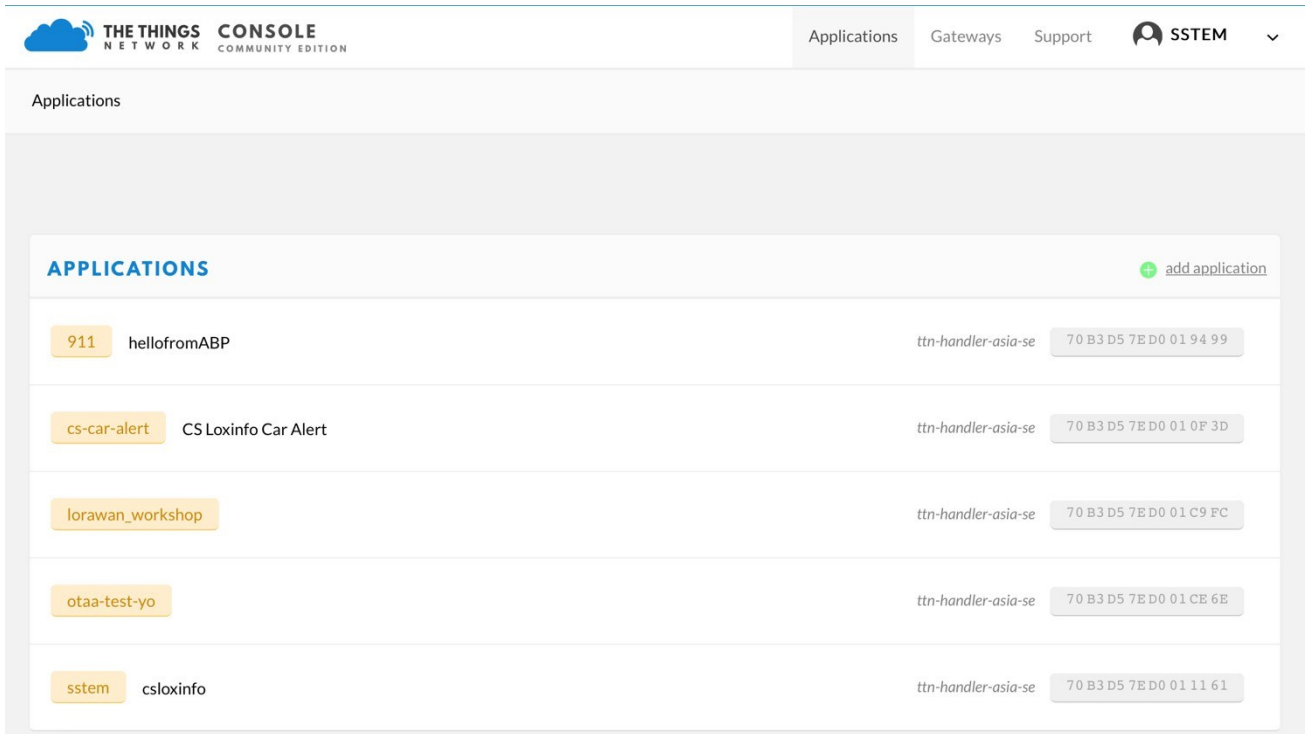 THE THINGS NETWORK CONSOLE COMMUNITY EDITION
Applications Gateways Support SSTEM
Applications
APPLICATIONS
add application
911 hellofromABP ttn-handler-asia-se 70 B3 D5 7E D0 01 94 99
cs-car-alert CS Loxinfo Car Alert ttn-handler-asia-se 70 B3 D5 7E D0 01 0F 3D
lorawan_workshop ttn-handler-asia-se 70 B3 D5 7E D0 01 C9 FC
otaa-test-yo ttn-handler-asia-se 70 B3 D5 7E D0 01 CE 6E
sstem csloxinfo ttn-handler-asia-se 70 B3 D5 7E D0 01 11 61